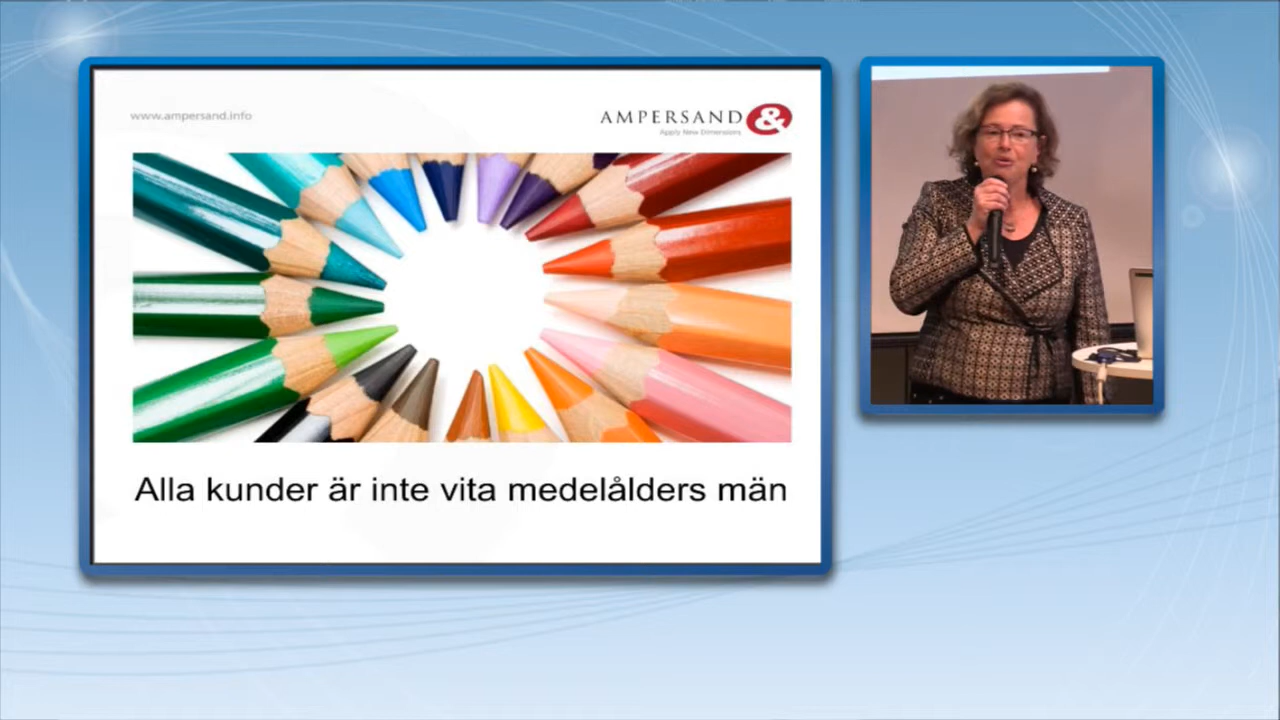 www.ampersand.info
AMPERSAND &
Apply New Dimensions
Alla kunder är inte vita medelålders män